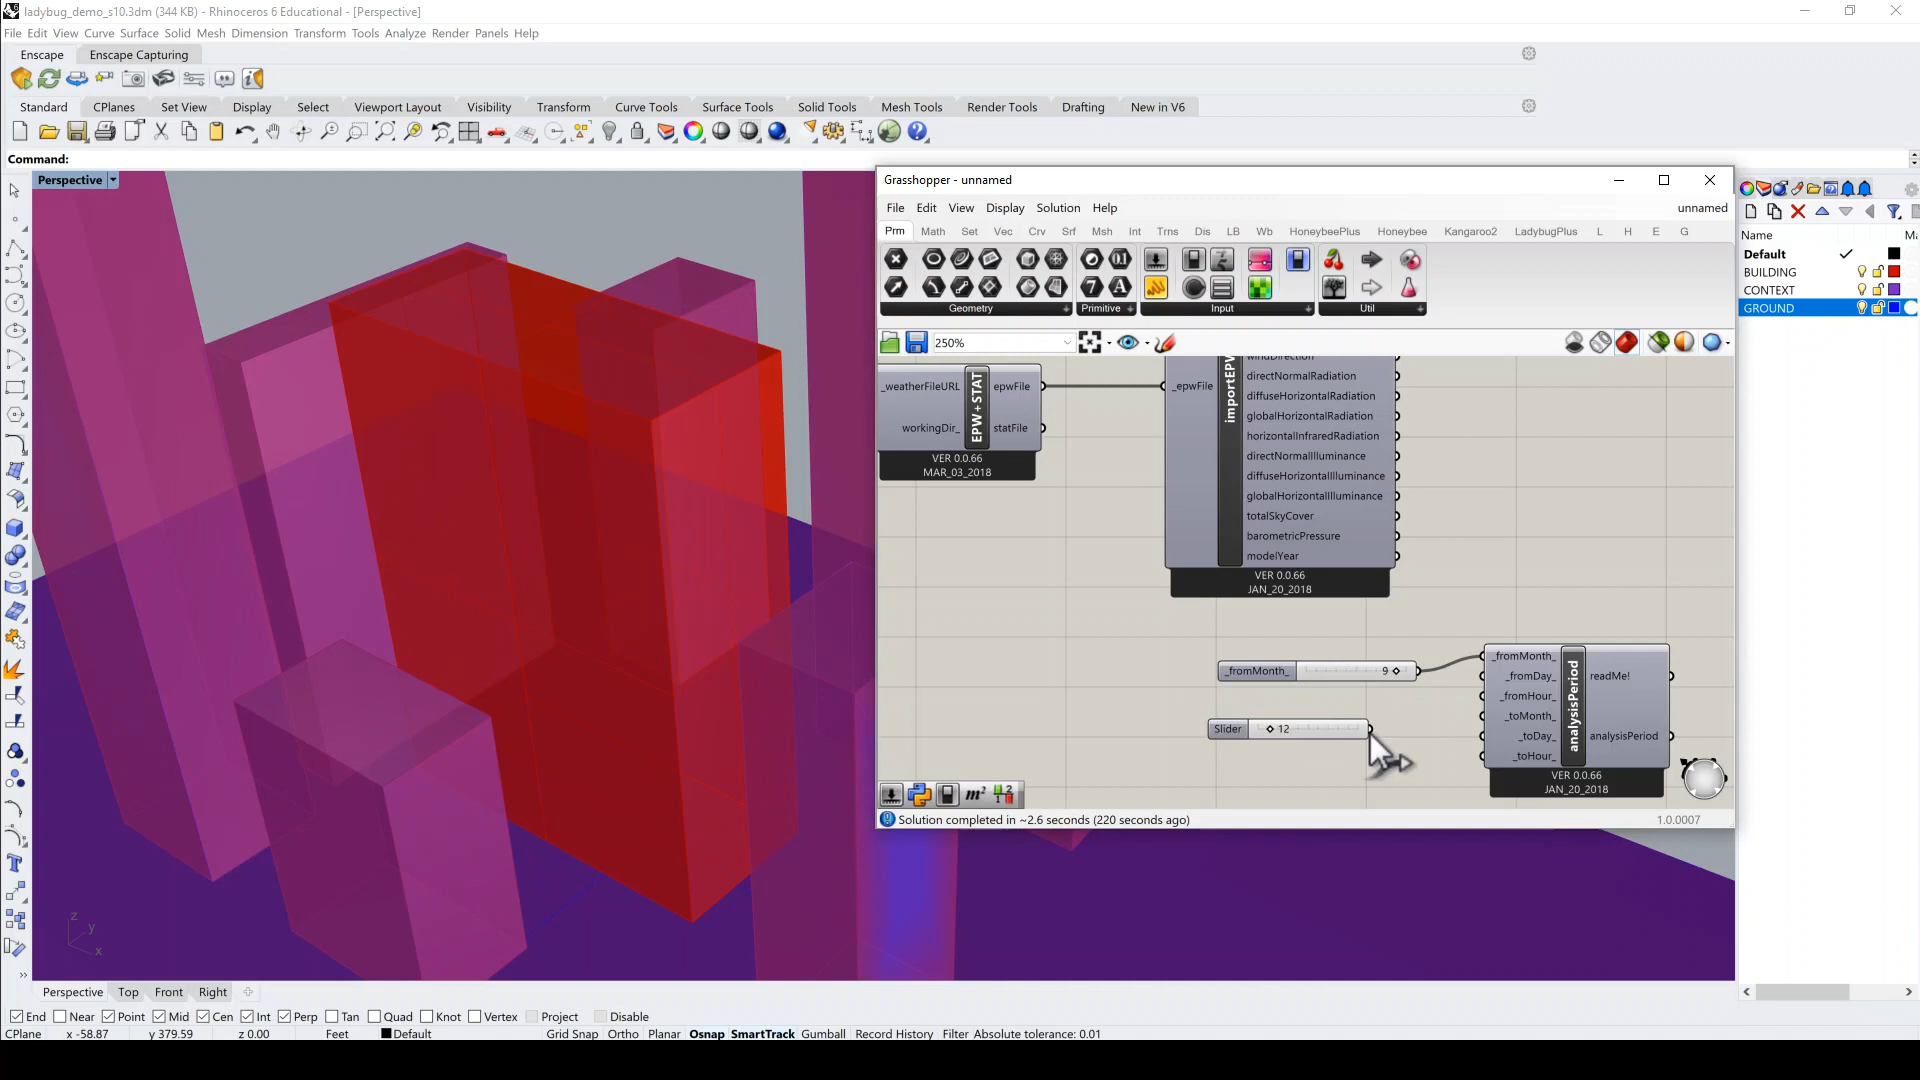 ladybug_demo_s10.3dm (344 KB) - Rhinoceros 6 Educational - [Perspective]
File Edit View Curve Surface Solid Mesh Dimension Transform Tools Analyze Render Panels Help
Enscape Enscape Capturing
Standard CPlanes Set View Display Select Viewport Layout Visibility Transform Curve Tools Surface Tools Solid Tools Mesh Tools Render Tools Drafting New in V6
Command:
Perspective
Grasshopper - unnamed
File Edit View Display Solution Help unnamed
Prm Math Set Vec Crv Srf Msh Int Trns Dis LB Wb HoneybeePlus Honeybee Kangaroo2 LadybugPlus L H E G
Geometry Primitive Input Util
250%
Name
Default
BUILDING
CONTEXT
GROUND
_weatherFileURL
workingDir_
EPW+STAT
epwFile
statFile
VER 0.0.66
MAR_03_2018
_epwFile
windDirection
directNormalRadiation
diffuseHorizontalRadiation
globalHorizontalRadiation
horizontalInfraredRadiation
directNormalIlluminance
diffuseHorizontalIlluminance
globalHorizontalIlluminance
totalSkyCover
barometricPressure
modelYear
VER 0.0.66
JAN_20_2018
_fromMonth_ 9
Slider 12
_fromMonth_
_fromDay_
_fromHour_
_toMonth_
_toDay_
_toHour_
analysisPeriod
readMe!
analysisPeriod
VER 0.0.66
JAN_20_2018
m²
Solution completed in ~2.6 seconds (220 seconds ago) 1.0.0007
z
y
x
Perspective Top Front Right
End Near Point Mid Cen Int Perp Tan Quad Knot Vertex Project Disable
CPlane x -58.87 y 379.59 z 0.00 Feet Default Grid Snap Ortho Planar Osnap SmartTrack Gumball Record History Filter Absolute tolerance: 0.01